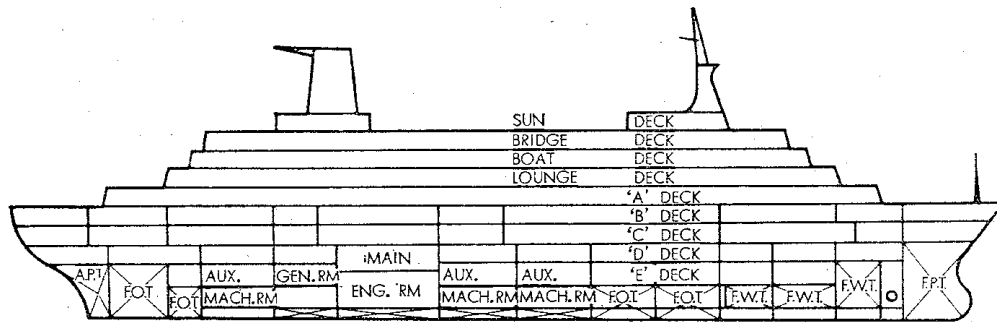 SUN DECK
BRIDGE DECK
BOAT DECK
LOUNGE DECK
'A' DECK
'B' DECK
'C' DECK
MAIN 'D' DECK
A.P.T. AUX. GEN. RM AUX. AUX. 'E' DECK
F.O.T. F.O.T. MACH. RM ENG. RM MACH. RM MACH. RM F.O.T. F.O.T. F.W.T. F.W.T. F.W.T. F.P.T.